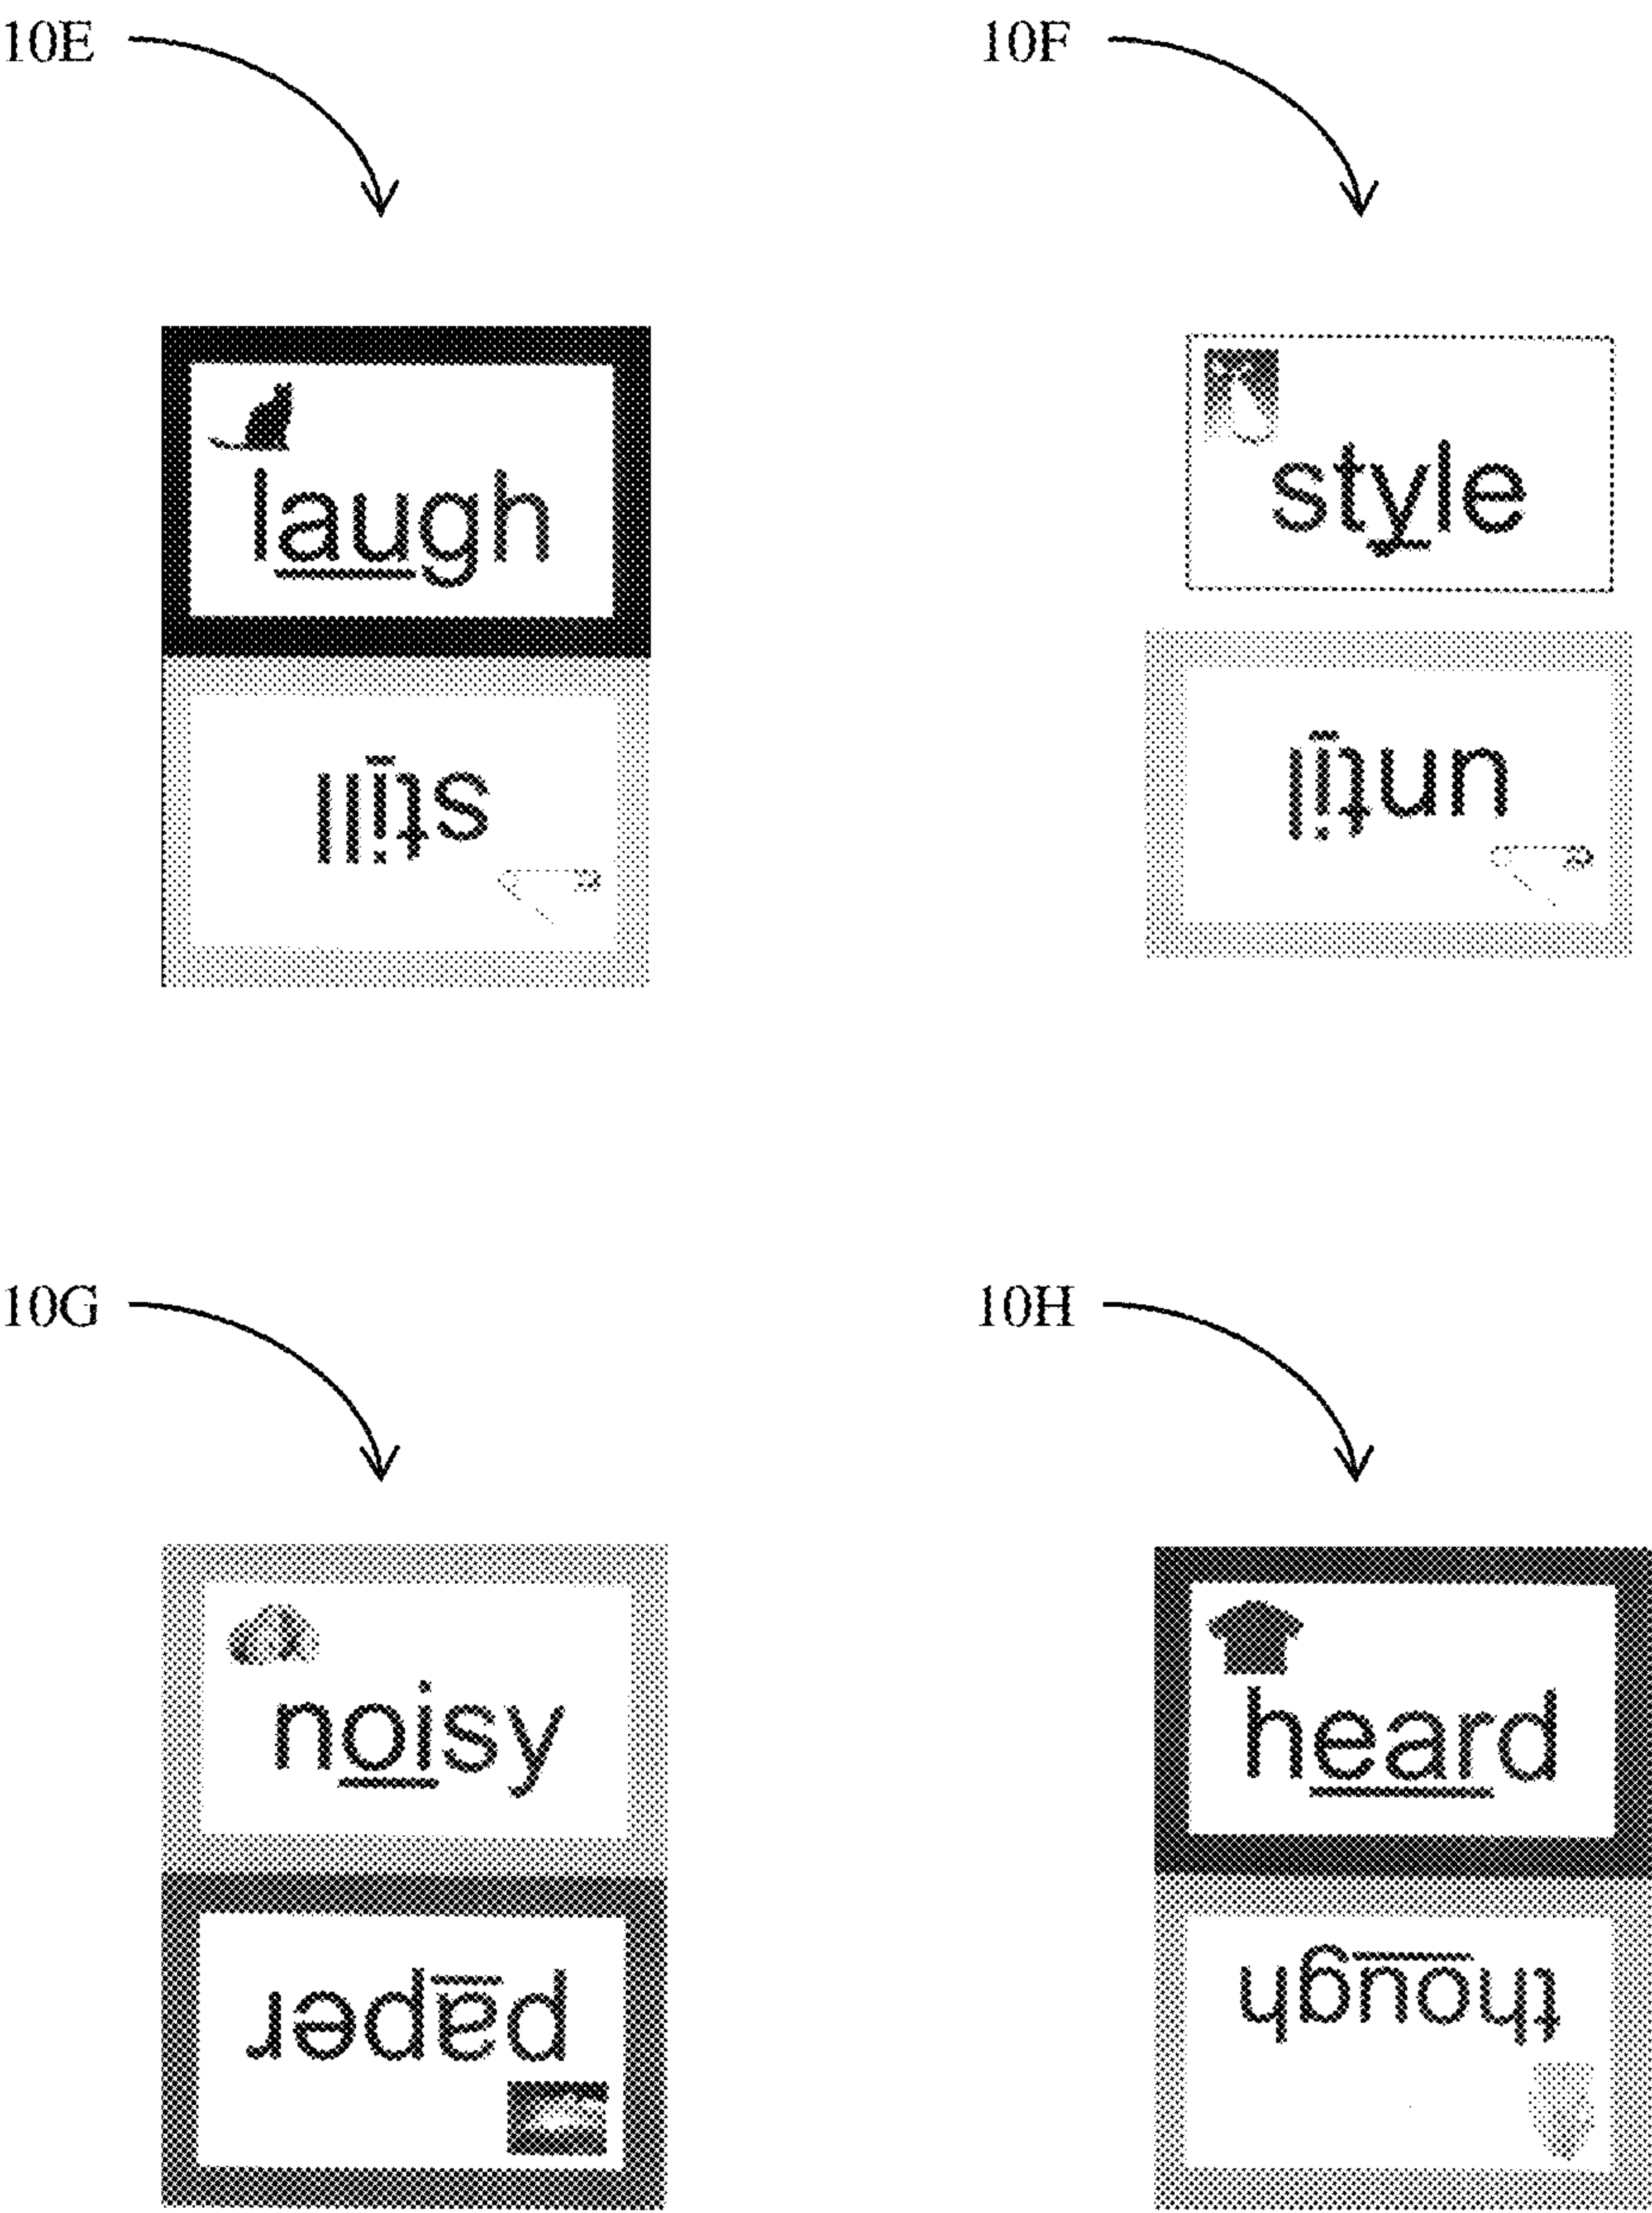 10E
10F
laugh
still
style
until
10G
10H
noisy
paper
heard
though